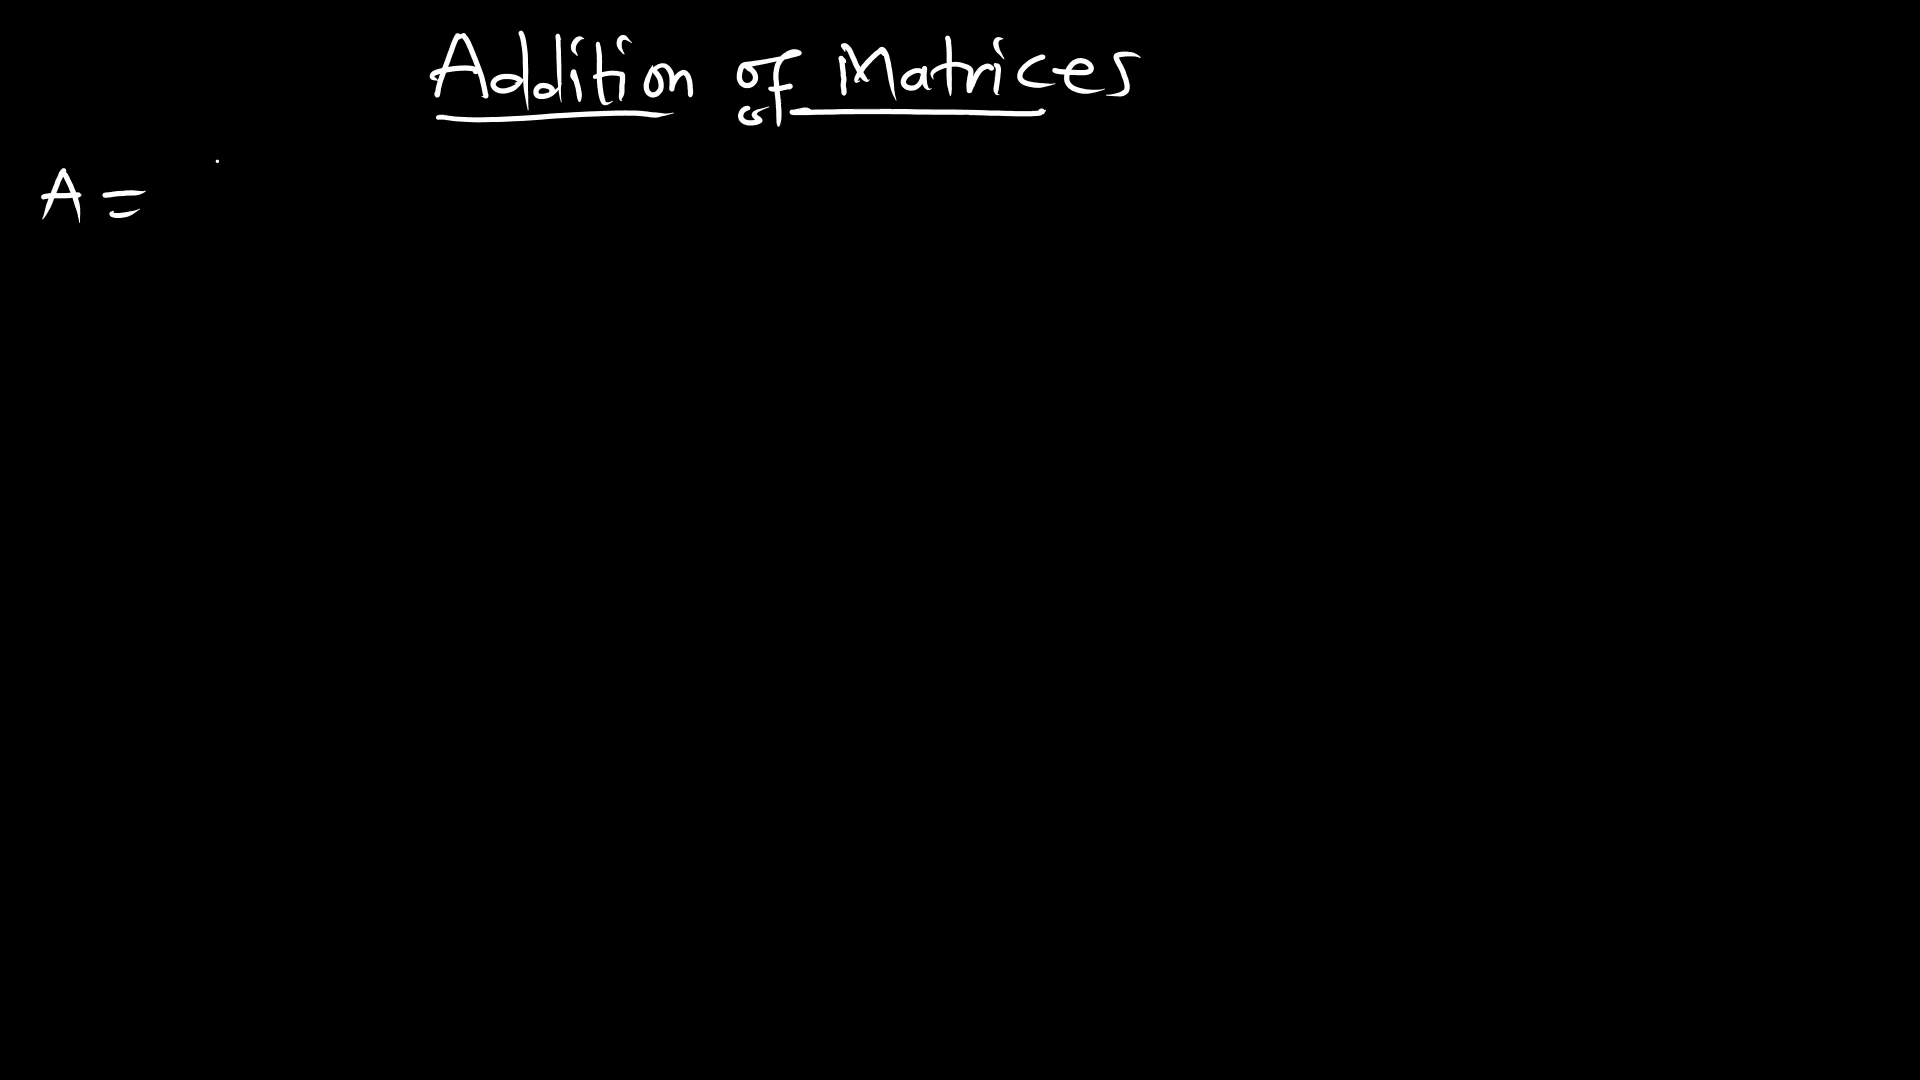 Addition of Matrices
A =